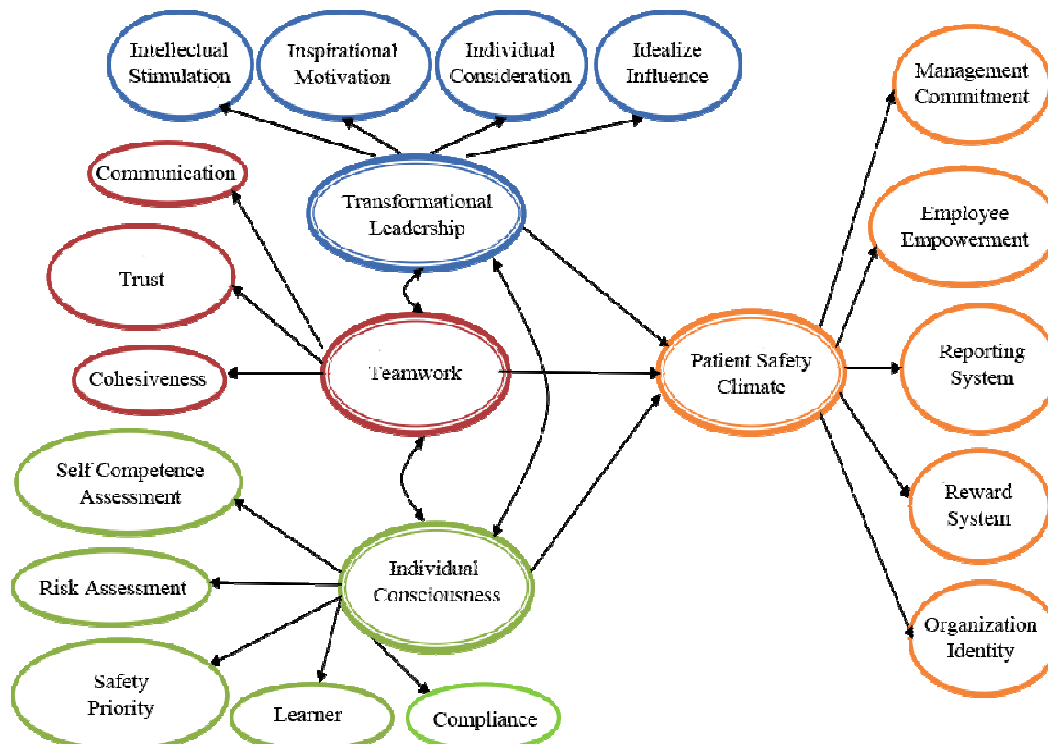 Intellectual
Stimulation
Inspirational
Motivation
Individual
Consideration
Idealize
Influence
Management
Commitment
Communication
Transformational
Leadership
Employee
Empowerment
Trust
Reporting
System
Cohesiveness
Teamwork
Patient Safety
Climate
Self Competence
Assessment
Reward
System
Individual
Consciousness
Risk Assessment
Organization
Identity
Safety
Priority
Learner
Compliance